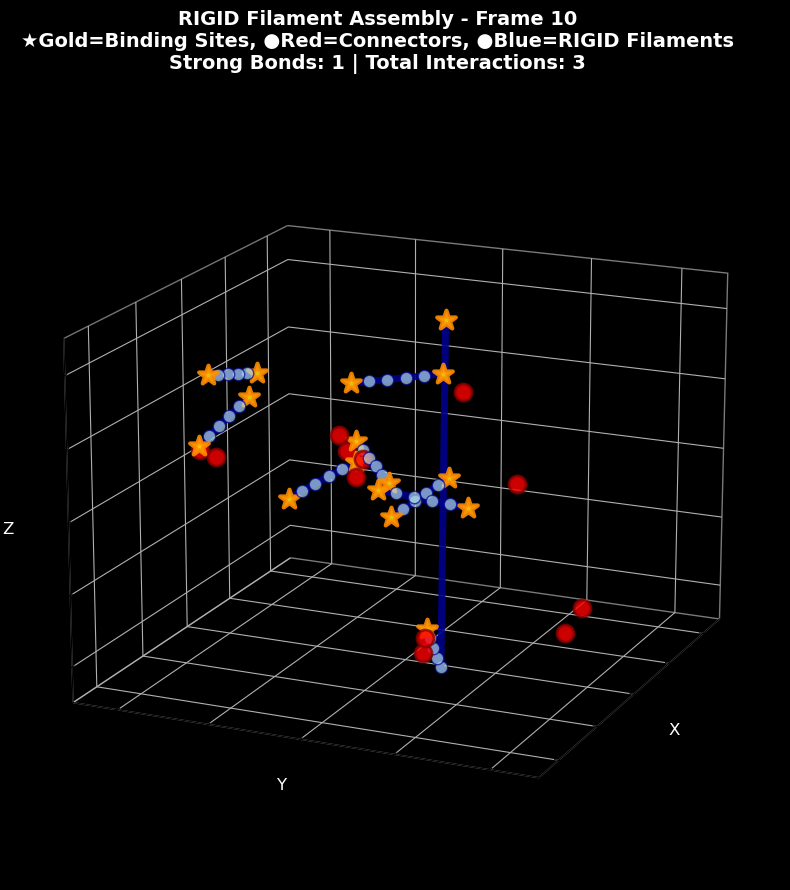 RIGID Filament Assembly - Frame 10
★Gold=Binding Sites, ●Red=Connectors, ●Blue=RIGID Filaments
Strong Bonds: 1 | Total Interactions: 3
Z
X
Y